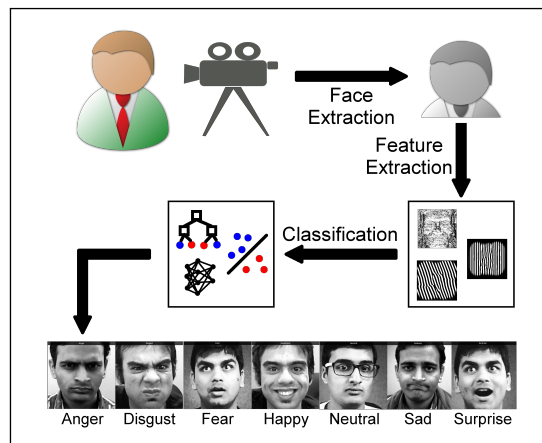 Face
Extraction
Feature
Extraction
Classification
Anger
Disgust
Fear
Happy
Neutral
Sad
Surprise